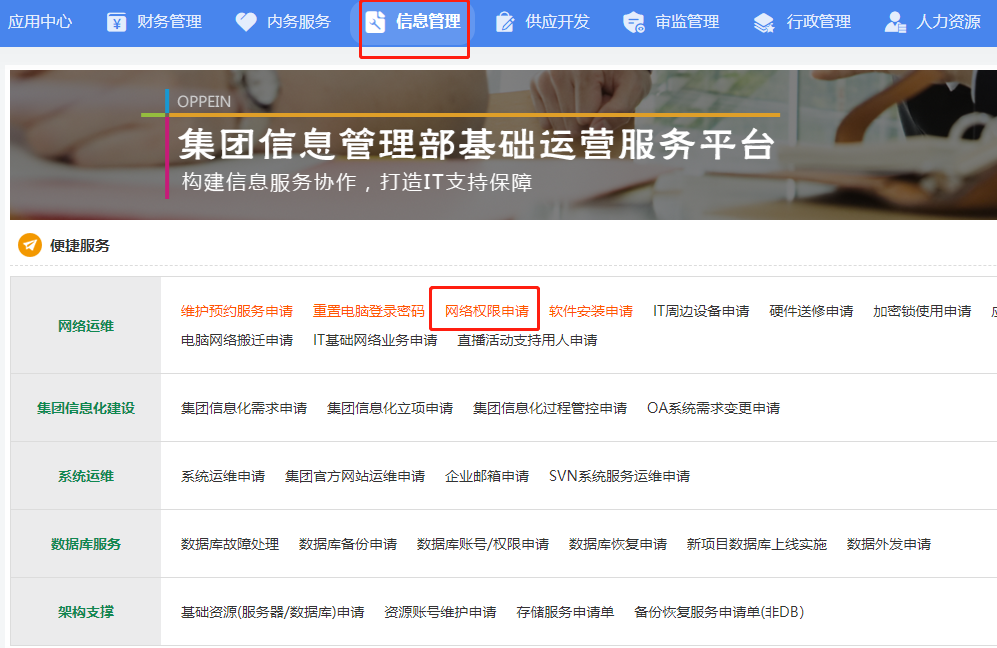 应用中心 财务管理 内务服务 信息管理 供应开发 审监管理 行政管理 人力资源
OPPEIN
集团信息管理部基础运营服务平台
构建信息服务协作，打造IT支持保障
便捷服务
网络运维
维护预约服务申请 重置电脑登录密码 网络权限申请 软件安装申请 IT周边设备申请 硬件送修申请 加密锁使用申请
电脑网络搬迁申请 IT基础网络业务申请 直播活动支持用人申请
集团信息化建设
集团信息化需求申请 集团信息化立项申请 集团信息化过程管控申请 OA系统需求变更申请
系统运维
系统运维申请 集团官方网站运维申请 企业邮箱申请 SVN系统服务运维申请
数据库服务
数据库故障处理 数据库备份申请 数据库账号/权限申请 数据库恢复申请 新项目数据库上线实施 数据外发申请
架构支撑
基础资源(服务器/数据库)申请 资源账号维护申请 存储服务申请单 备份恢复服务申请单(非DB)